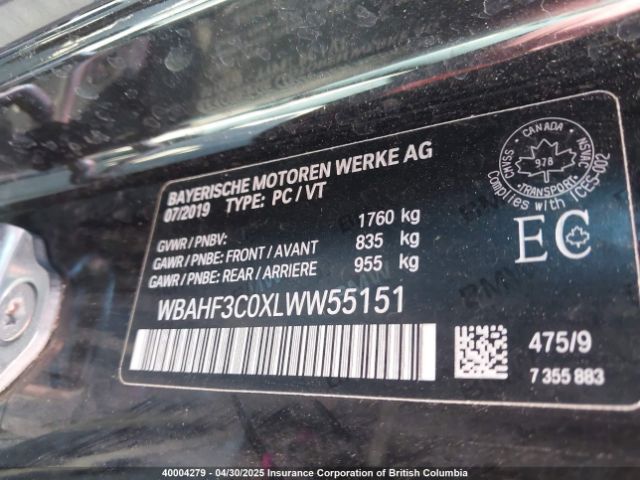 BAYERISCHE MOTOREN WERKE AG
07/2019 TYPE: PC / VT
GVWR / PNBV: 1760 kg
GAWR / PNBE: FRONT / AVANT 835 kg
GAWR / PNBE: REAR / ARRIERE 955 kg
WBAHF3C0XLWW55151
CANADA
CMVSS 978 NSVAC
TRANSPORT
Complies with ICES-002
EC
475/9
7 355 883
40004279 - 04/30/2025 Insurance Corporation of British Columbia